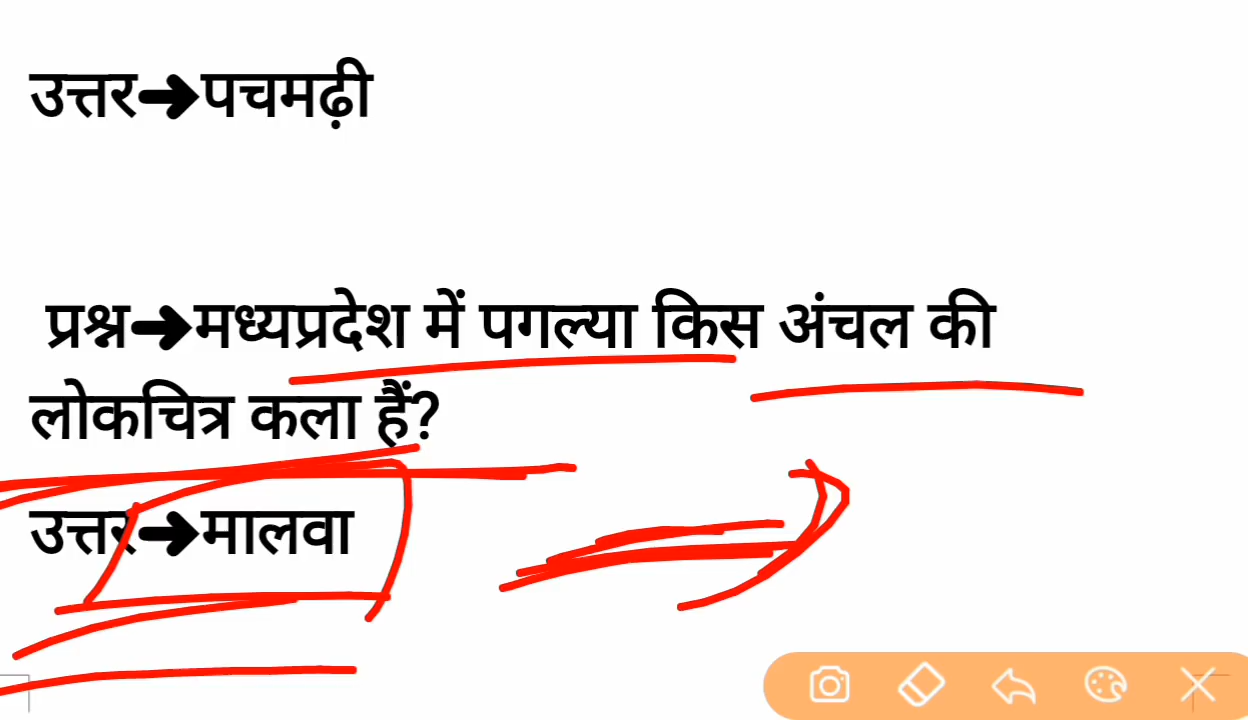 उत्तर➜पचमढ़ी
प्रश्न➜मध्यप्रदेश में पगल्या किस अंचल की
लोकचित्र कला हैं?
उत्तर➜मालवा